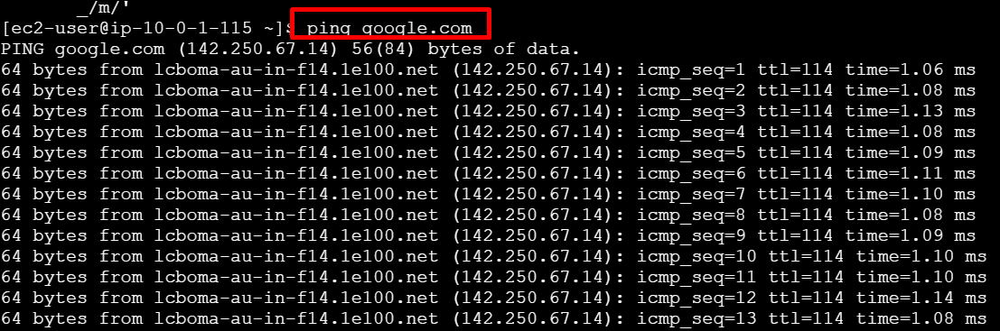 _/m/'
[ec2-user@ip-10-0-1-115 ~]$ ping google.com
PING google.com (142.250.67.14) 56(84) bytes of data.
64 bytes from lcboma-au-in-f14.1e100.net (142.250.67.14): icmp_seq=1 ttl=114 time=1.06 ms
64 bytes from lcboma-au-in-f14.1e100.net (142.250.67.14): icmp_seq=2 ttl=114 time=1.08 ms
64 bytes from lcboma-au-in-f14.1e100.net (142.250.67.14): icmp_seq=3 ttl=114 time=1.13 ms
64 bytes from lcboma-au-in-f14.1e100.net (142.250.67.14): icmp_seq=4 ttl=114 time=1.08 ms
64 bytes from lcboma-au-in-f14.1e100.net (142.250.67.14): icmp_seq=5 ttl=114 time=1.09 ms
64 bytes from lcboma-au-in-f14.1e100.net (142.250.67.14): icmp_seq=6 ttl=114 time=1.11 ms
64 bytes from lcboma-au-in-f14.1e100.net (142.250.67.14): icmp_seq=7 ttl=114 time=1.10 ms
64 bytes from lcboma-au-in-f14.1e100.net (142.250.67.14): icmp_seq=8 ttl=114 time=1.08 ms
64 bytes from lcboma-au-in-f14.1e100.net (142.250.67.14): icmp_seq=9 ttl=114 time=1.09 ms
64 bytes from lcboma-au-in-f14.1e100.net (142.250.67.14): icmp_seq=10 ttl=114 time=1.10 ms
64 bytes from lcboma-au-in-f14.1e100.net (142.250.67.14): icmp_seq=11 ttl=114 time=1.10 ms
64 bytes from lcboma-au-in-f14.1e100.net (142.250.67.14): icmp_seq=12 ttl=114 time=1.14 ms
64 bytes from lcboma-au-in-f14.1e100.net (142.250.67.14): icmp_seq=13 ttl=114 time=1.08 ms